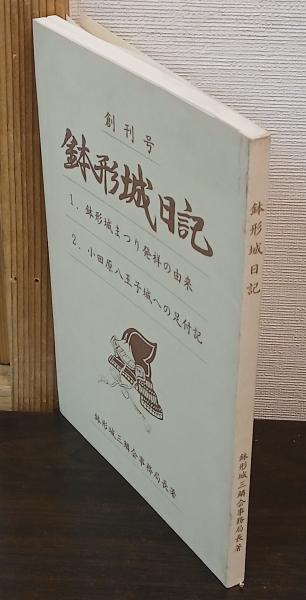 創刊号
鉢形城日記
1．鉢形城まつり発祥の由来
2．小田原八王子城への足付記
鉢形城三鱗会事務局長著
鉢形城日記
鉢形城三鱗会事務局長著